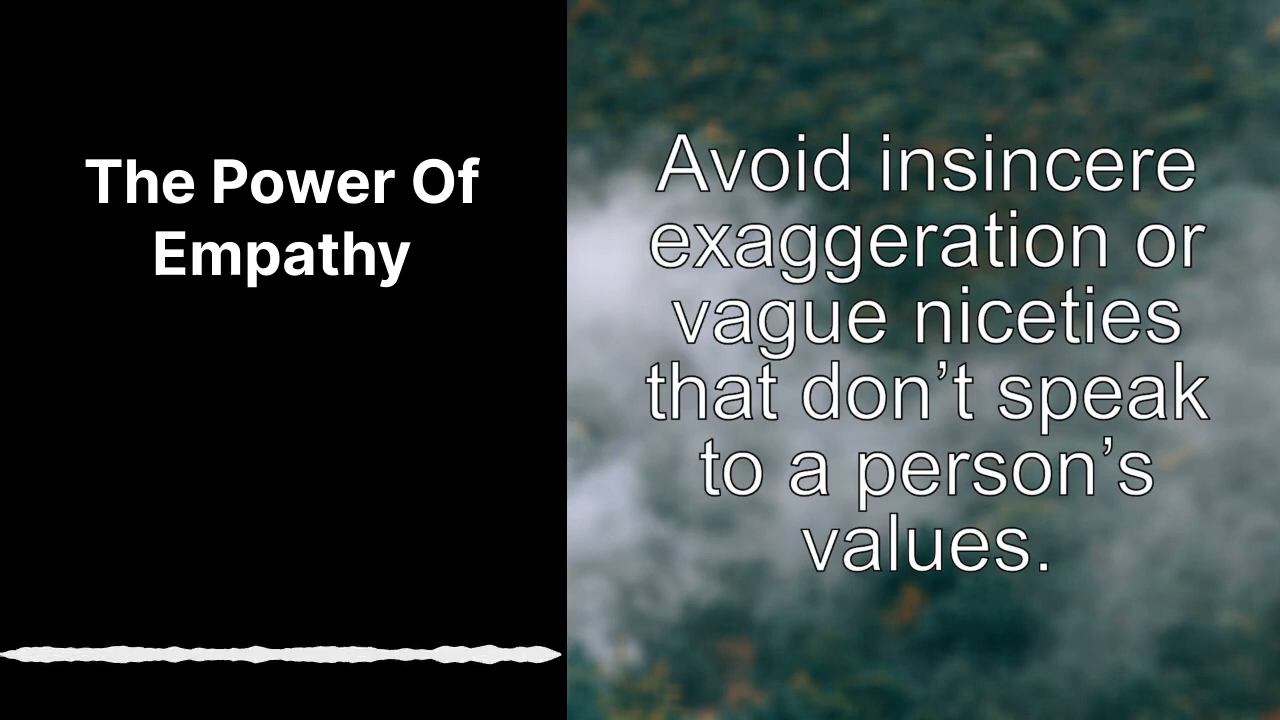 The Power Of
Empathy
Avoid insincere
exaggeration or
vague niceties
that don’t speak
to a person’s
values.